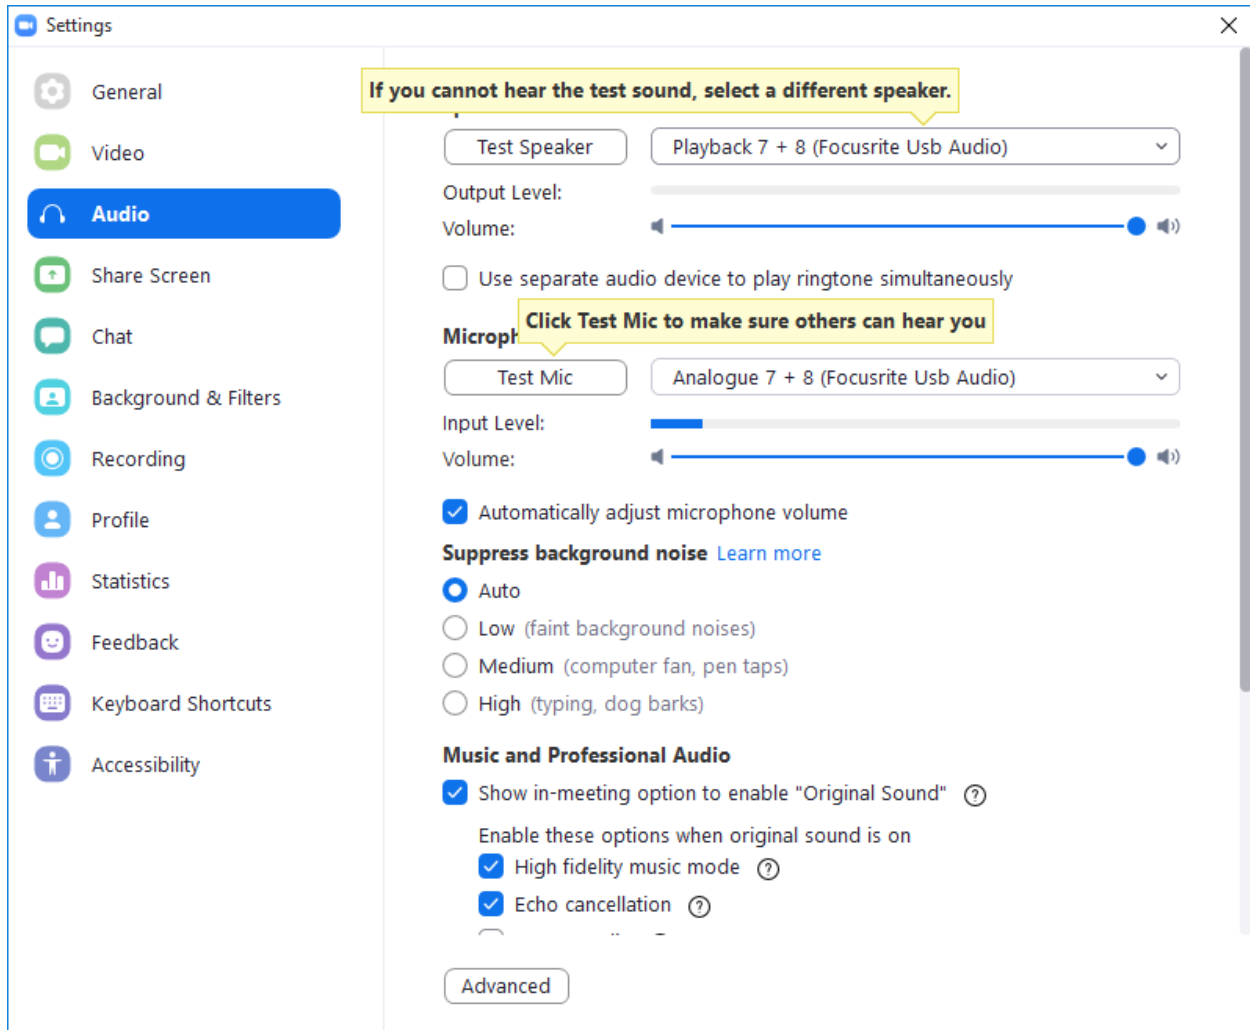 Settings
General
Video
Audio
Share Screen
Chat
Background & Filters
Recording
Profile
Statistics
Feedback
Keyboard Shortcuts
Accessibility
If you cannot hear the test sound, select a different speaker.
Test Speaker
Playback 7 + 8 (Focusrite Usb Audio)
Output Level:
Volume:
Use separate audio device to play ringtone simultaneously
Click Test Mic to make sure others can hear you
Test Mic
Analogue 7 + 8 (Focusrite Usb Audio)
Input Level:
Volume:
Automatically adjust microphone volume
Suppress background noise Learn more
Auto
Low (faint background noises)
Medium (computer fan, pen taps)
High (typing, dog barks)
Music and Professional Audio
Show in-meeting option to enable "Original Sound" ?
Enable these options when original sound is on
High fidelity music mode ?
Echo cancellation ?
Advanced